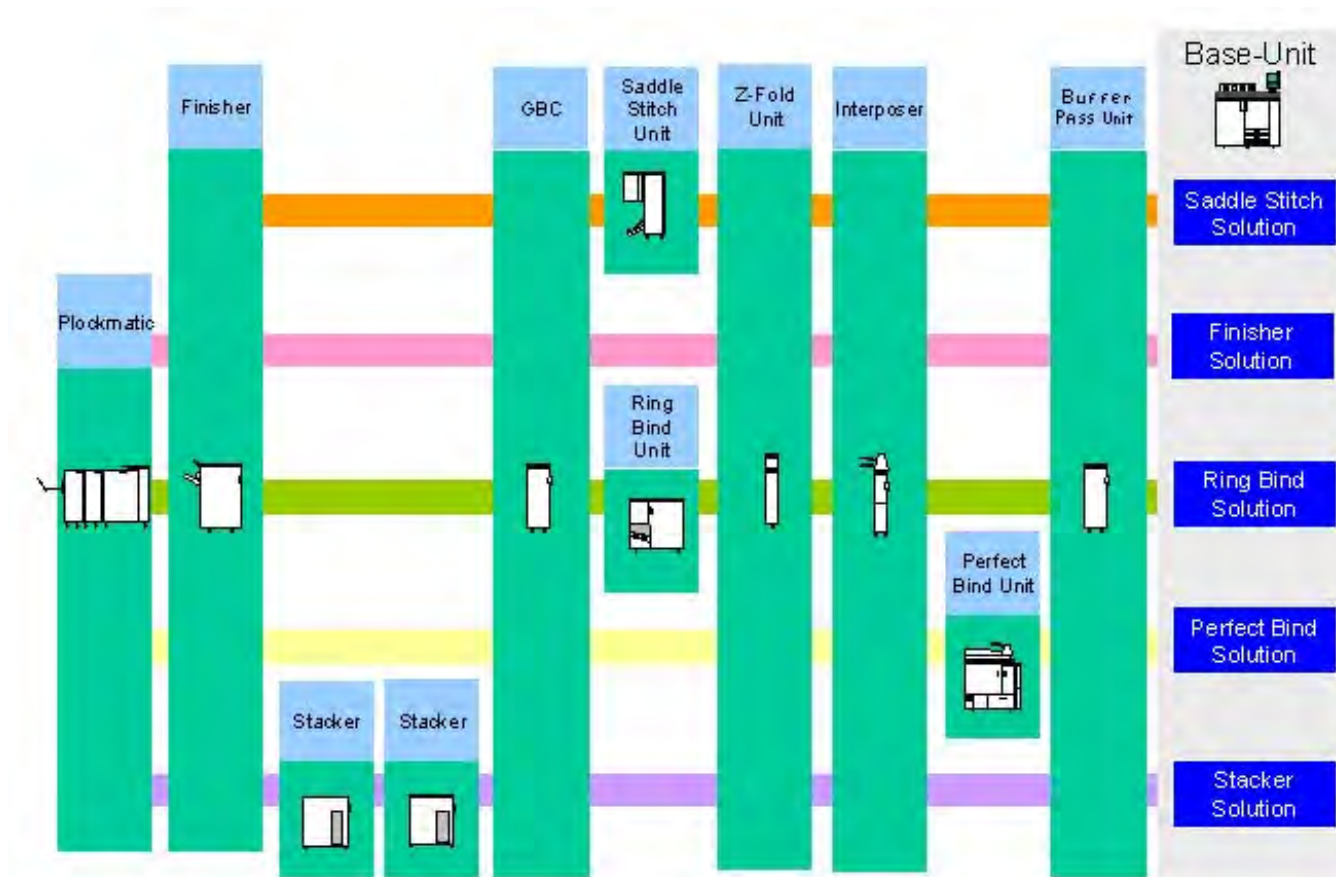 Base-Unit
Finisher
GBC
Saddle
Stitch
Unit
Z-Fold
Unit
Interposer
Buffer
Pass Unit
Saddle Stitch
Solution
Plockmatic
Finisher
Solution
Ring
Bind
Unit
Ring Bind
Solution
Perfect
Bind Unit
Perfect Bind
Solution
Stacker
Stacker
Stacker
Solution